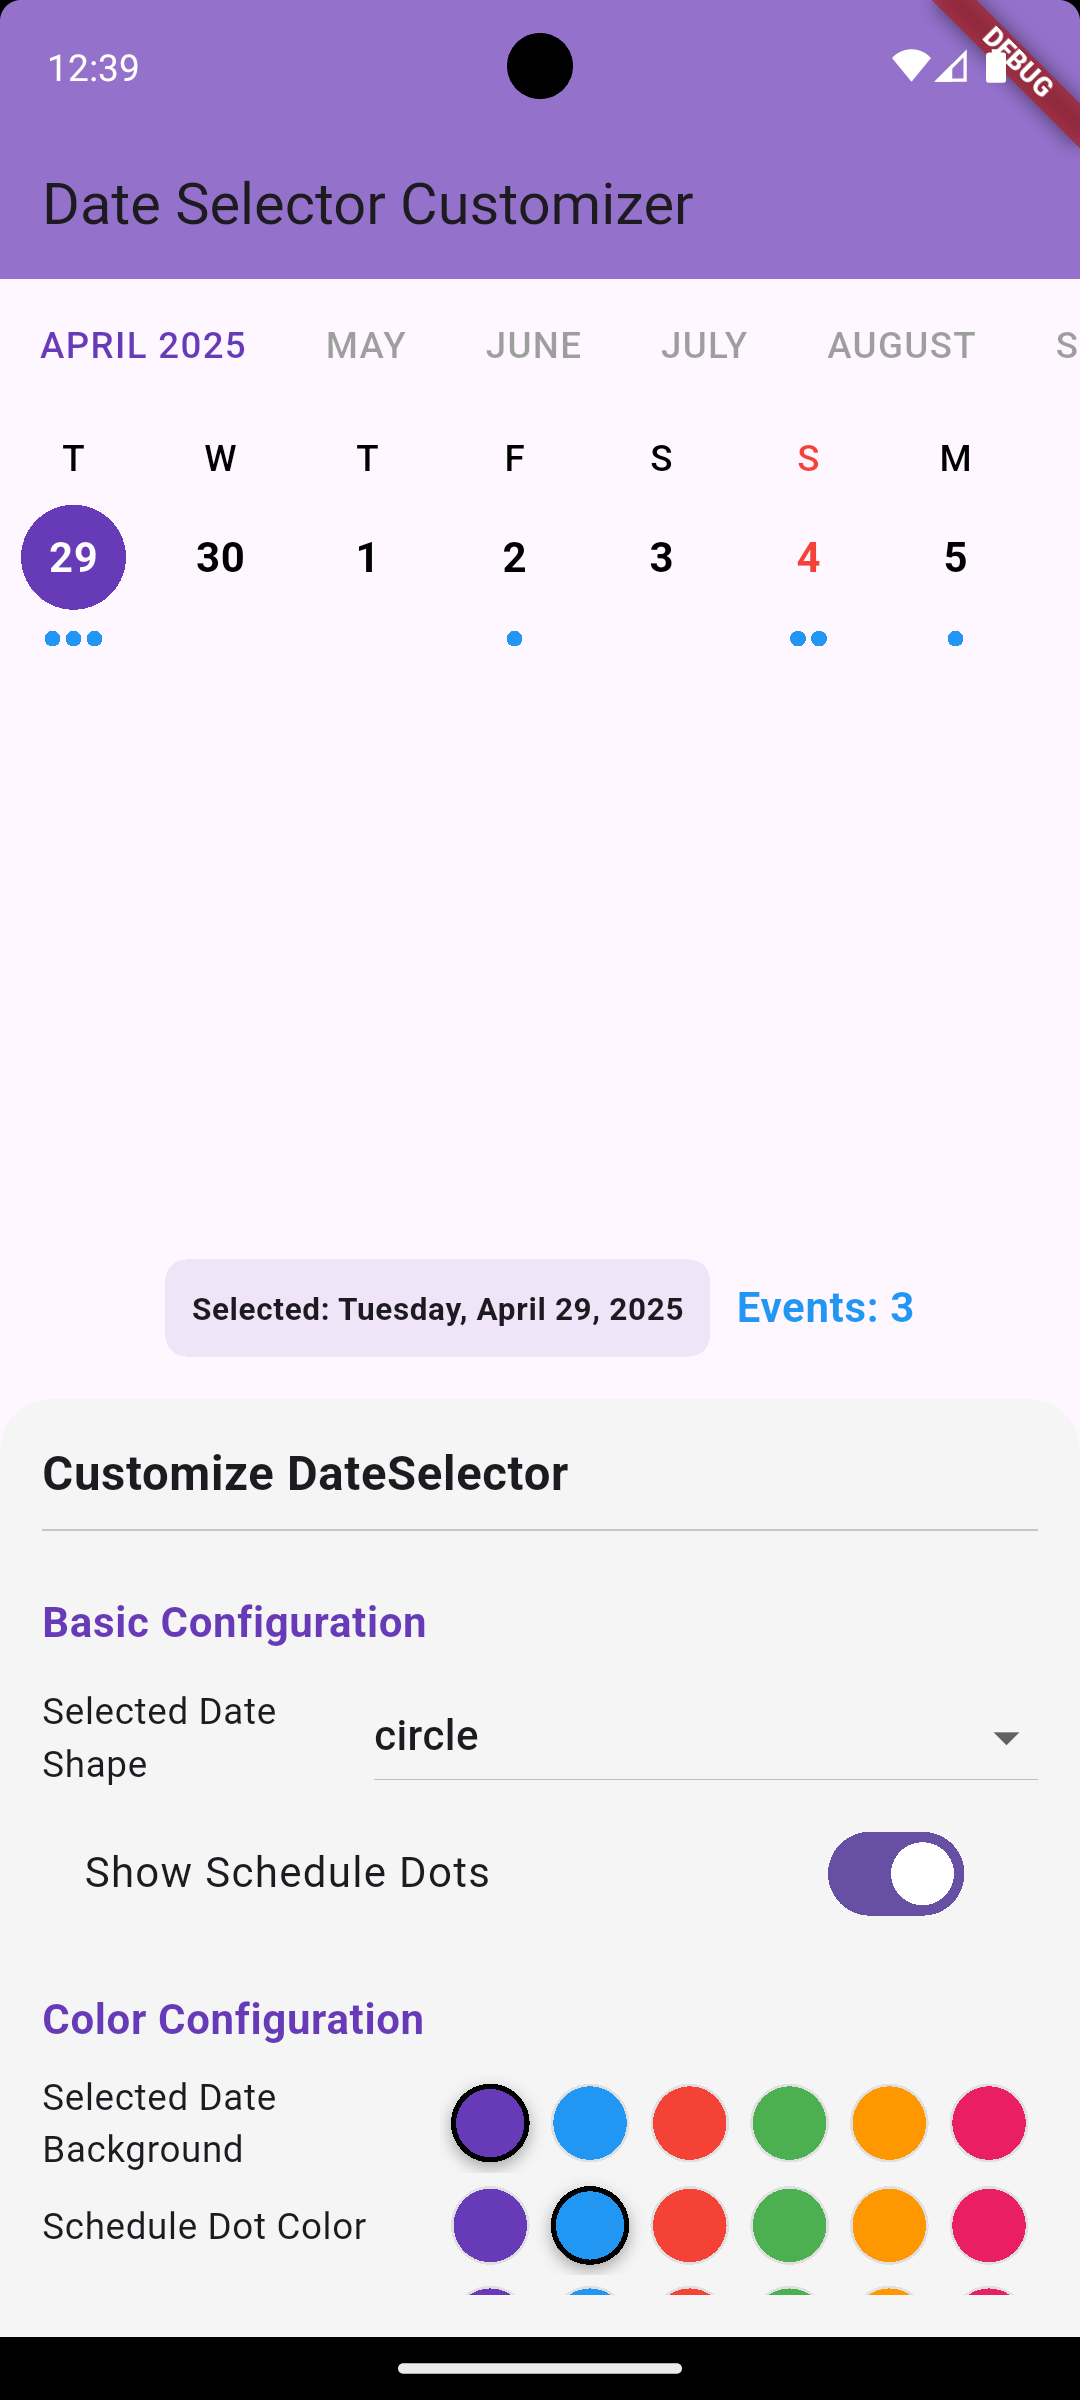 12:39
DEBUG
Date Selector Customizer
APRIL 2025 MAY JUNE JULY AUGUST S
T W T F S S M
29 30 1 2 3 4 5
Selected: Tuesday, April 29, 2025 Events: 3
Customize DateSelector
Basic Configuration
Selected Date
Shape
circle
Show Schedule Dots
Color Configuration
Selected Date
Background
Schedule Dot Color